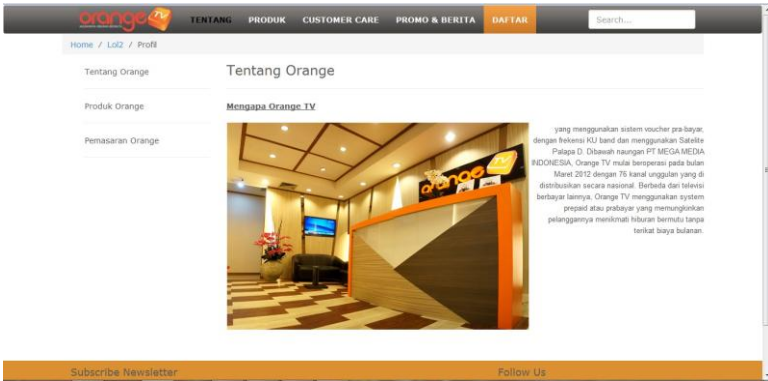 orange TV
TENTANG PRODUK CUSTOMER CARE PROMO & BERITA DAFTAR Search...
Home / Lol2 / Profil
Tentang Orange
Produk Orange
Pemasaran Orange
Tentang Orange
Mengapa Orange TV
orange TV
yang menggunakan sistem voucher pra-bayar,
dengan frekensi KU band dan menggunakan Satelite
Palapa D. Dibawah naungan PT MEGA MEDIA
INDONESIA, Orange TV mulai beroperasi pada bulan
Maret 2012 dengan 76 kanal unggulan yang di
distribusikan secara nasional. Berbeda dari televisi
berbayar lainnya, Orange TV menggunakan system
prepaid atau prabayar yang memungkinkan
pelanggannya menikmati hiburan bermutu tanpa
terikat biaya bulanan.
Subscribe Newsletter
Follow Us